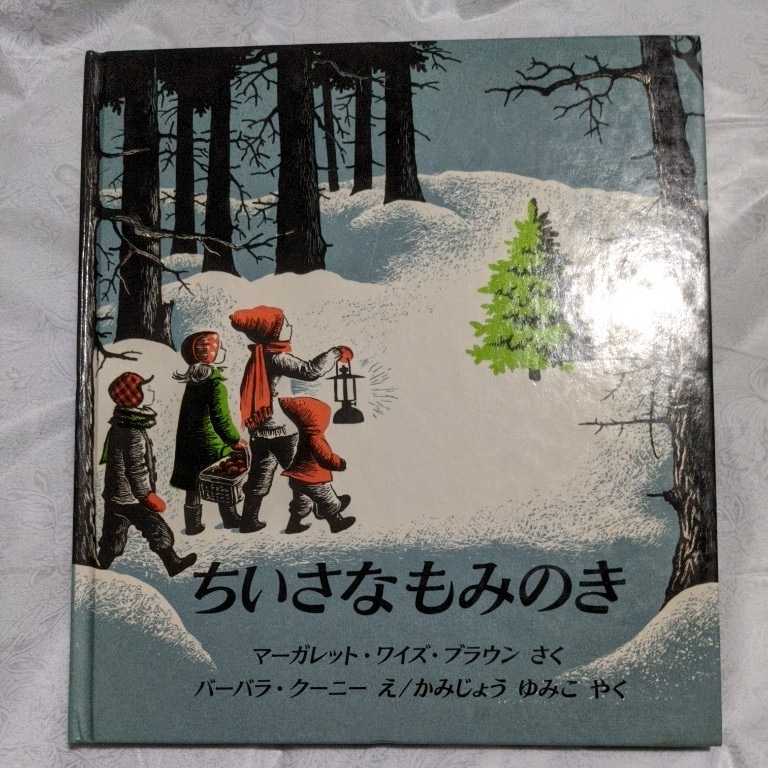 ちいさなもみのき
マーガレット・ワイズ・ブラウン さく
バーバラ・クーニー え/かみじょう ゆみこ やく